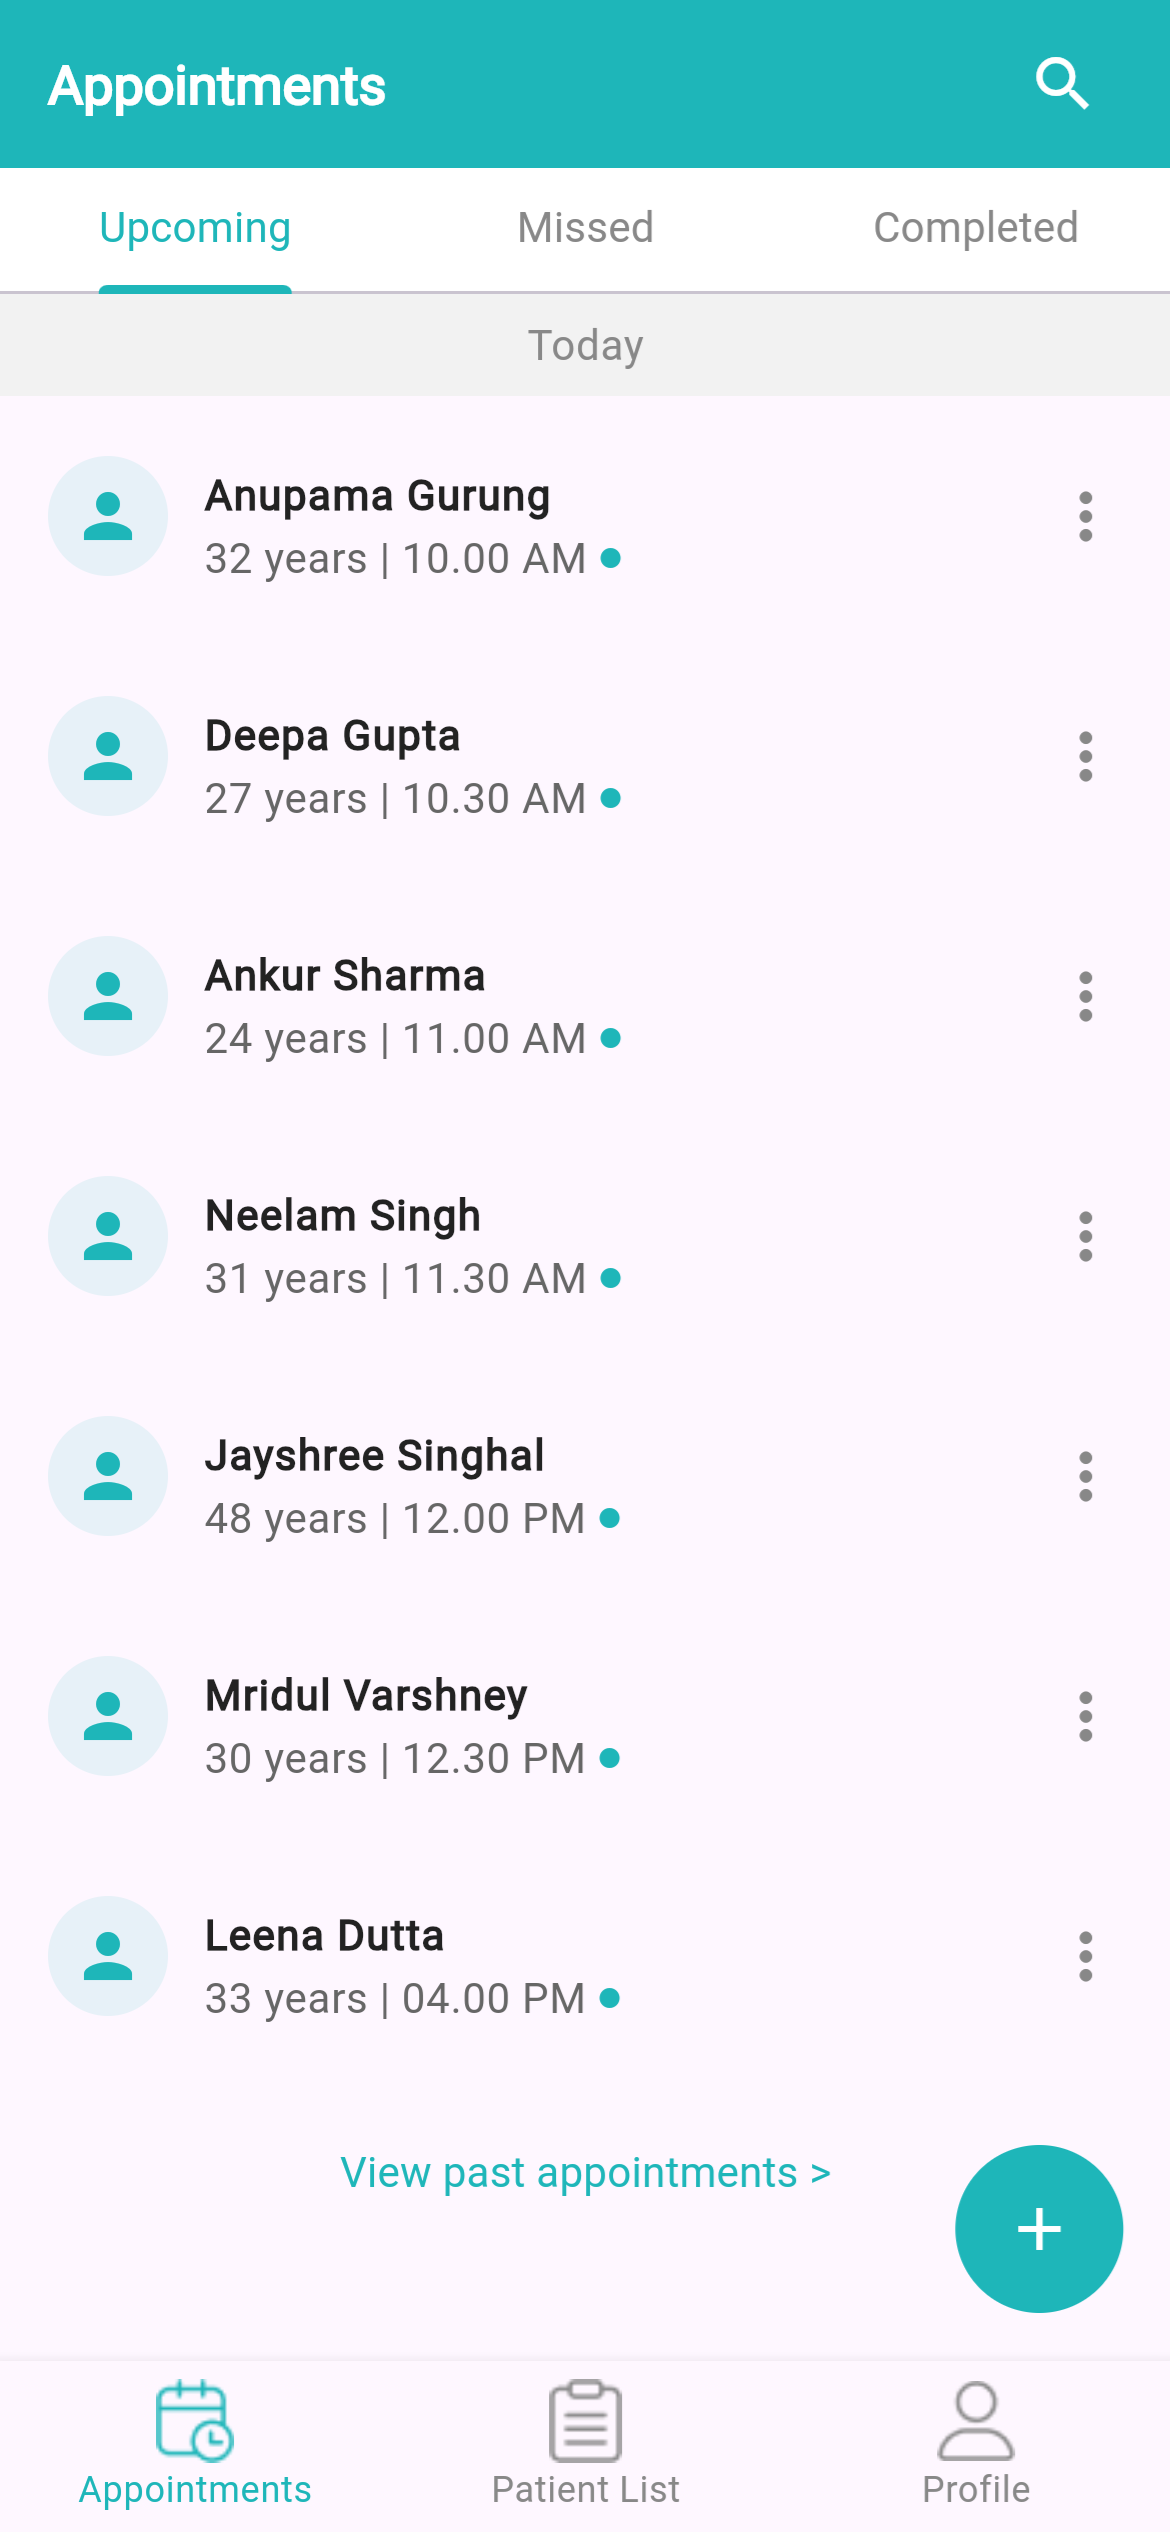 Appointments
Upcoming
Missed
Completed
Today
Anupama Gurung
32 years | 10.00 AM
Deepa Gupta
27 years | 10.30 AM
Ankur Sharma
24 years | 11.00 AM
Neelam Singh
31 years | 11.30 AM
Jayshree Singhal
48 years | 12.00 PM
Mridul Varshney
30 years | 12.30 PM
Leena Dutta
33 years | 04.00 PM
View past appointments >
Appointments
Patient List
Profile